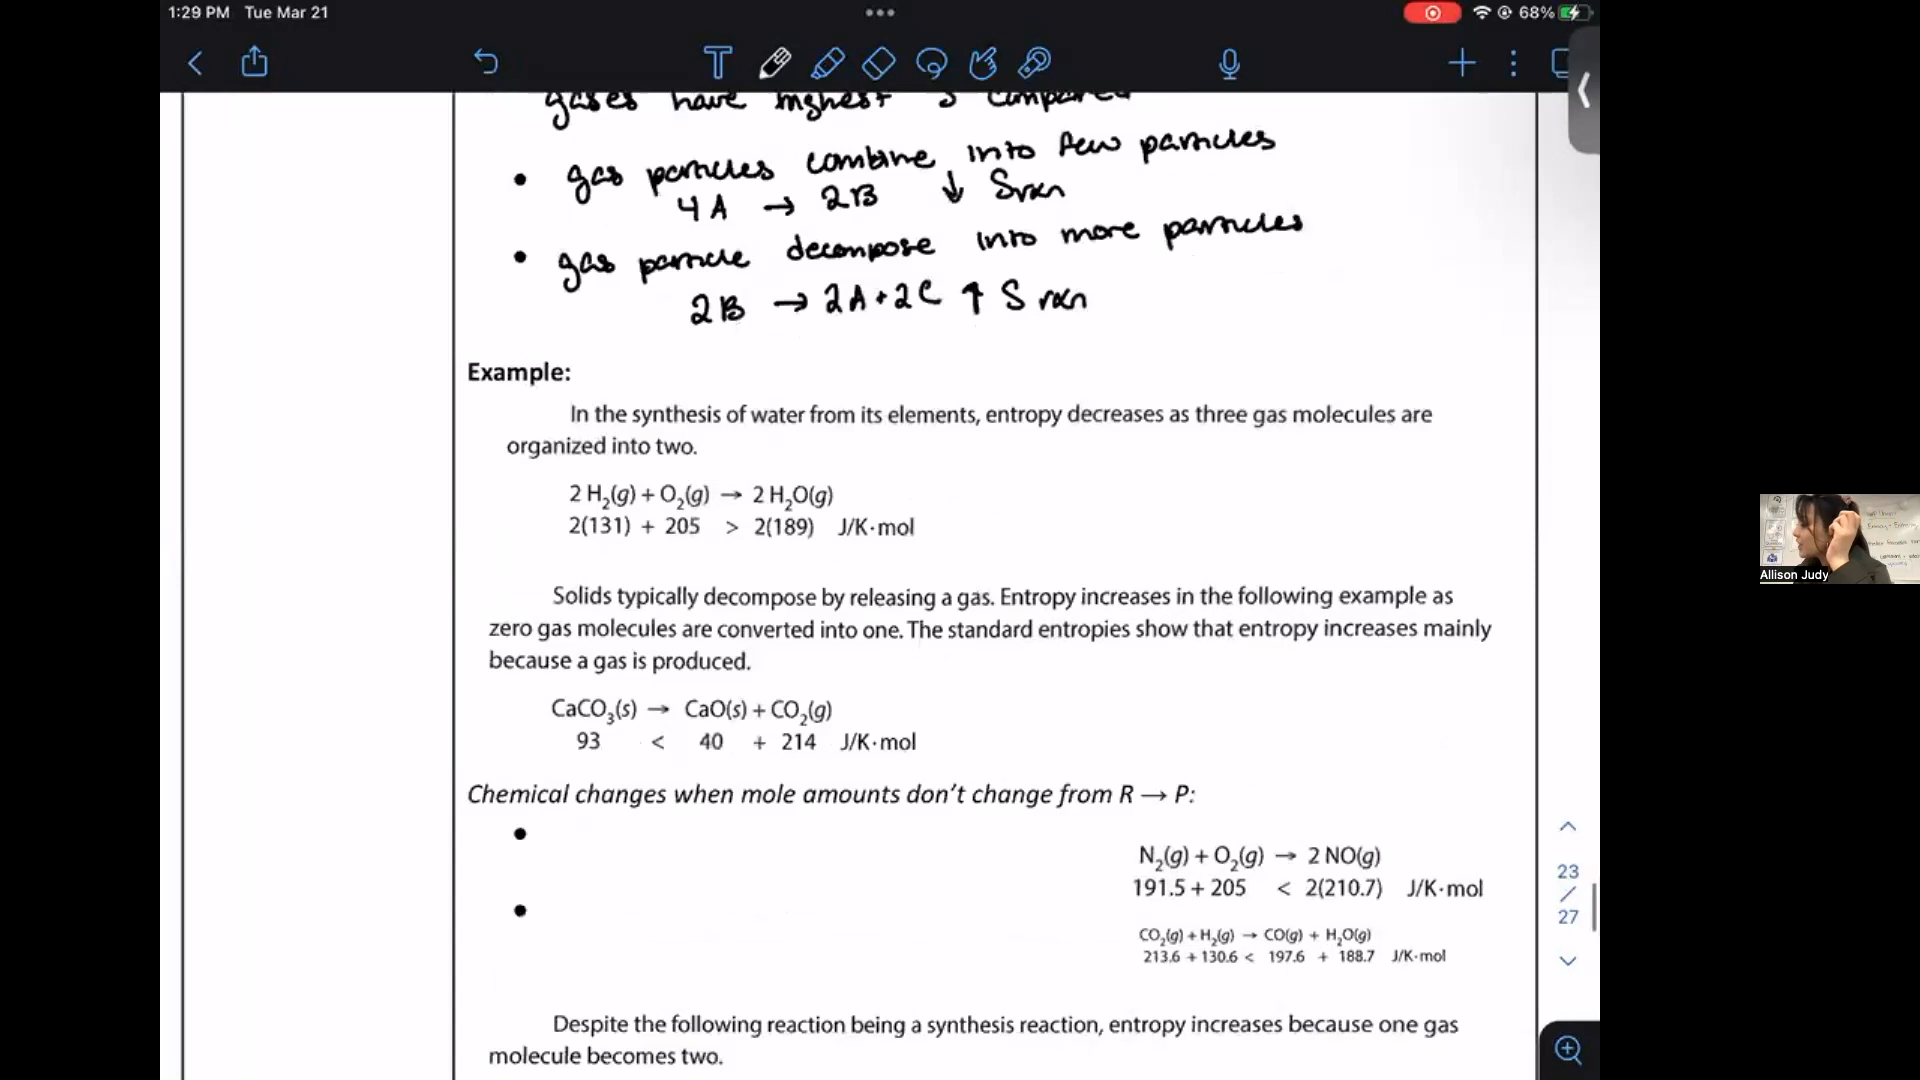 1:29 PM Tue Mar 21
68%
gases have highest S compared
• gas particles combine into few particles
4 A → 2B ↓ Srxn
• gas particle decompose into more particles
2B → 2A + 2C ↑ S rxn
Example:
In the synthesis of water from its elements, entropy decreases as three gas molecules are
organized into two.
2 H₂(g) + O₂(g) → 2 H₂O(g)
2(131) + 205 > 2(189) J/K·mol
Solids typically decompose by releasing a gas. Entropy increases in the following example as
zero gas molecules are converted into one. The standard entropies show that entropy increases mainly
because a gas is produced.
CaCO₃(s) → CaO(s) + CO₂(g)
93 < 40 + 214 J/K·mol
Chemical changes when mole amounts don't change from R → P:
•
N₂(g) + O₂(g) → 2 NO(g)
191.5 + 205 < 2(210.7) J/K·mol
•
CO₂(g) + H₂(g) → CO(g) + H₂O(g)
213.6 + 130.6 < 197.6 + 188.7 J/K·mol
Despite the following reaction being a synthesis reaction, entropy increases because one gas
molecule becomes two.
23
/
27
Allison Judy